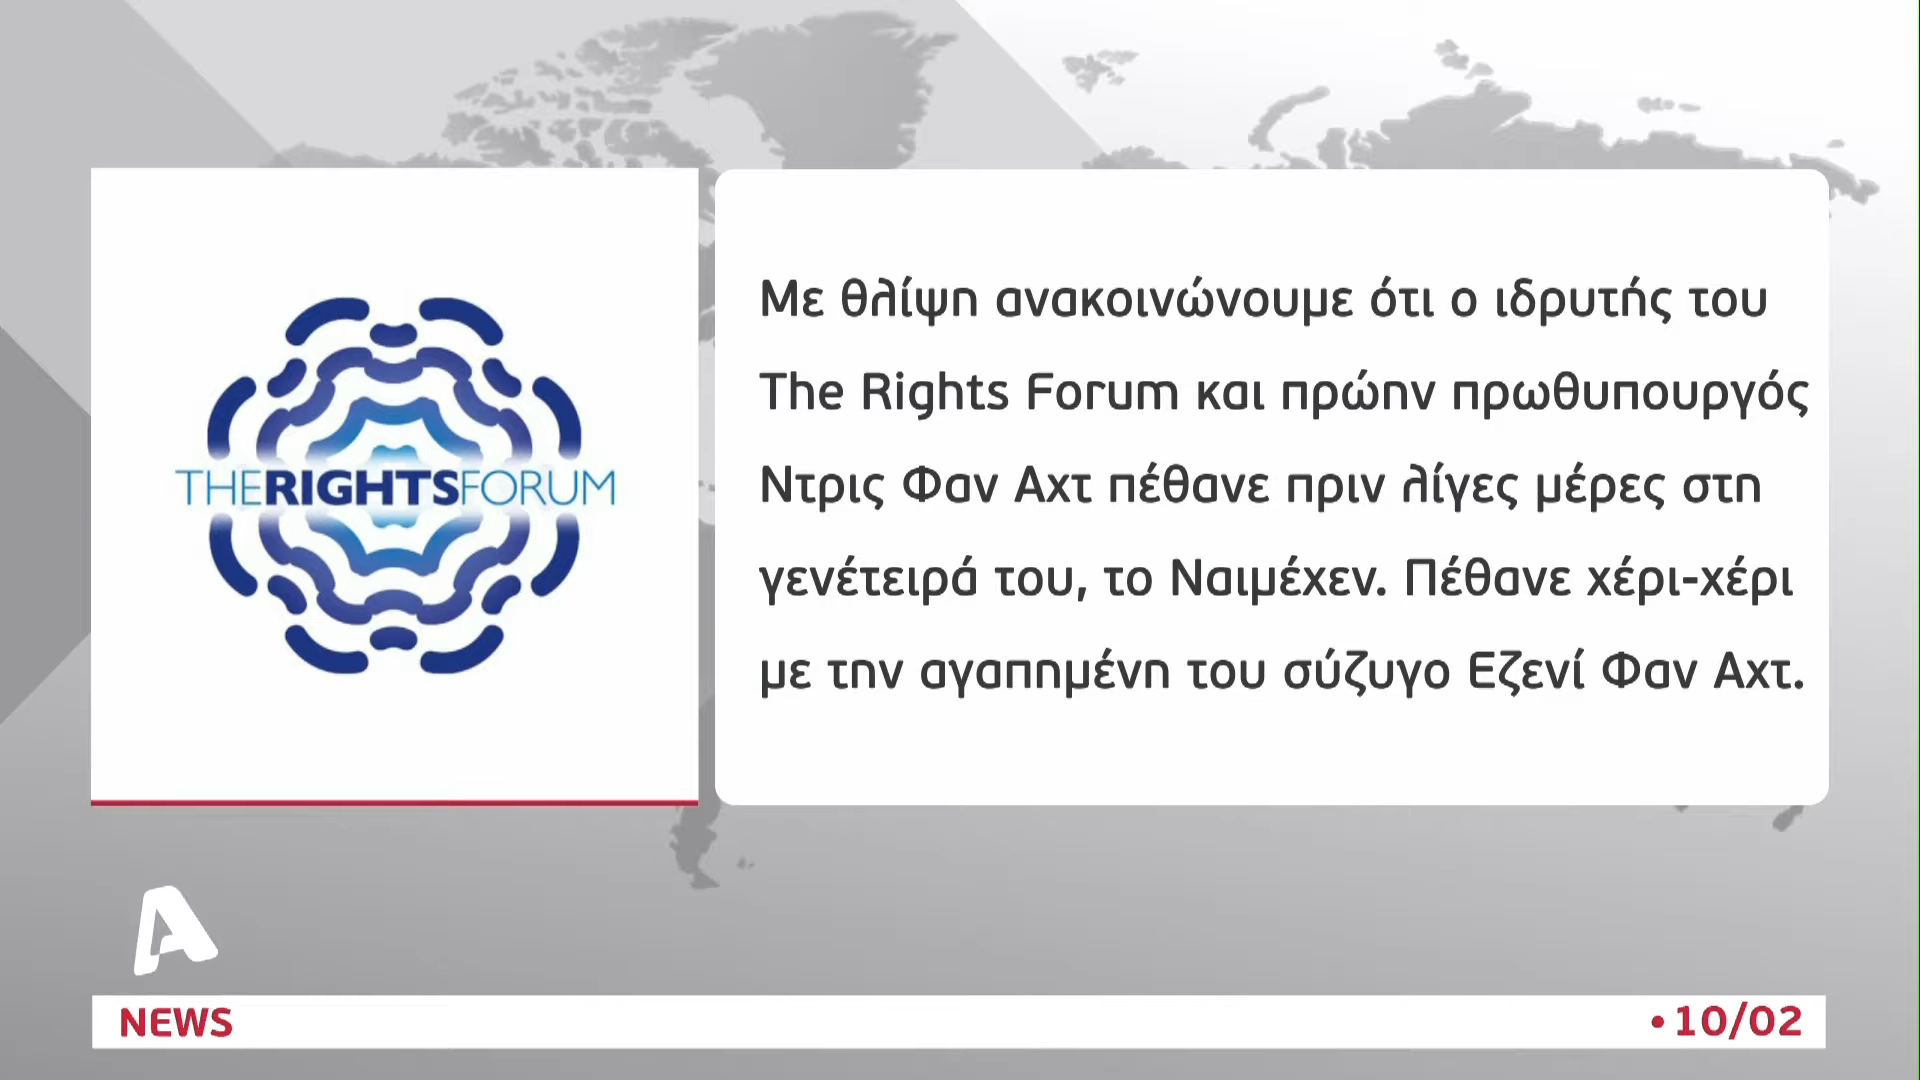 Με θλίψη ανακοινώνουμε ότι ο ιδρυτής του
The Rights Forum και πρώην πρωθυπουργός
Ντρις Φαν Αχτ πέθανε πριν λίγες μέρες στη
γενέτειρά του, το Ναιμέχεν. Πέθανε χέρι-χέρι
με την αγαπημένη του σύζυγο Εζενί Φαν Αχτ.
THERIGHTSFORUM
NEWS
• 10/02